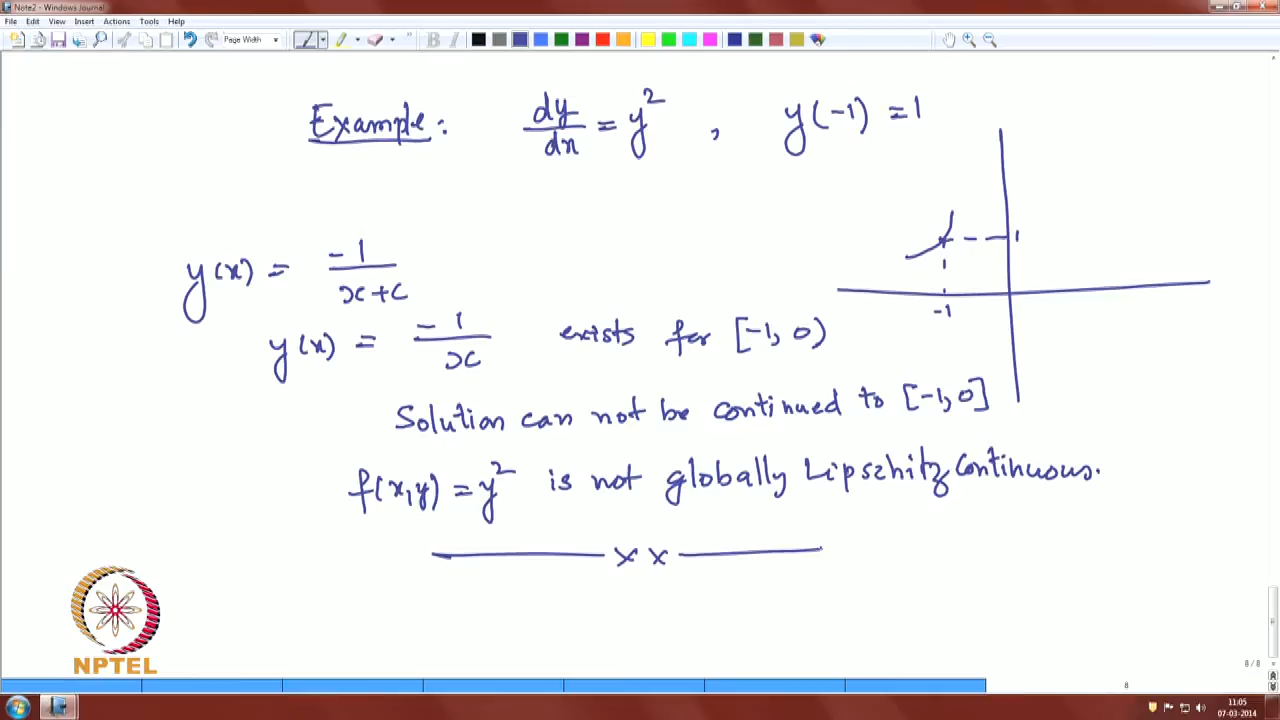 Note2 - Windows Journal
File Edit View Insert Actions Tools Help
Page Width
B I
Example: dy/dx = y², y(-1) = 1
1
-1
y(x) = -1/(x+c)
y(x) = -1/x exists for [-1, 0)
Solution can not be continued to [-1, 0]
f(x,y) = y² is not globally Lipschitz continuous.
x x
NPTEL
8 / 8
8
11:05
07-03-2014